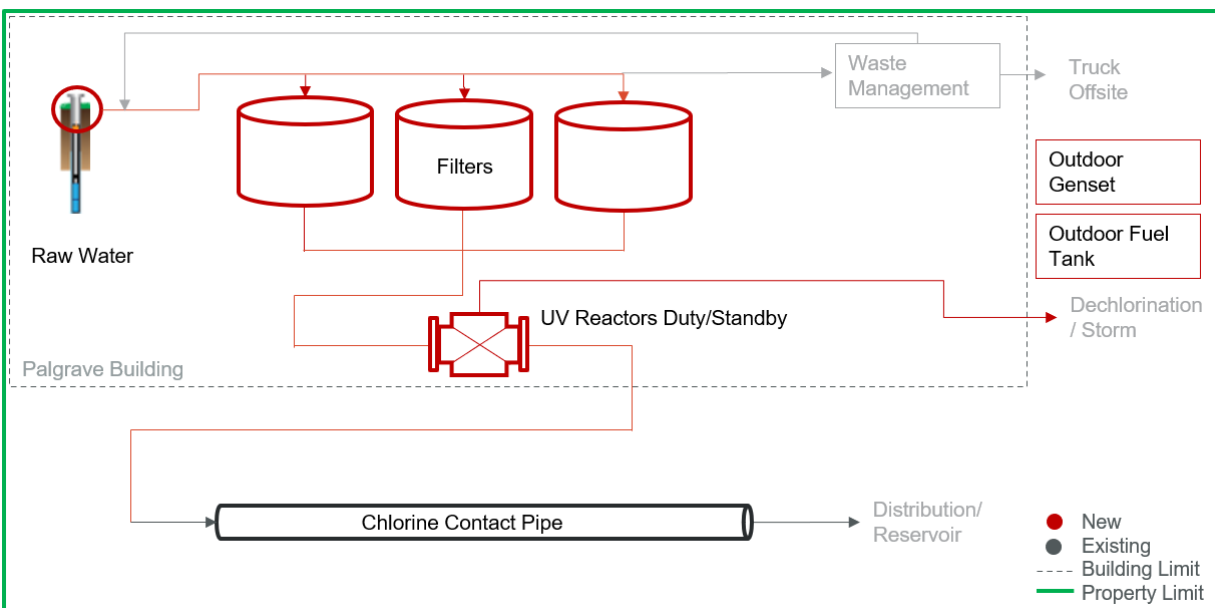 Waste
Management
Truck
Offsite
Filters
Outdoor
Genset
Raw Water
Outdoor Fuel
Tank
UV Reactors Duty/Standby
Dechlorination
/ Storm
Palgrave Building
Chlorine Contact Pipe
Distribution/
Reservoir
New
Existing
Building Limit
Property Limit